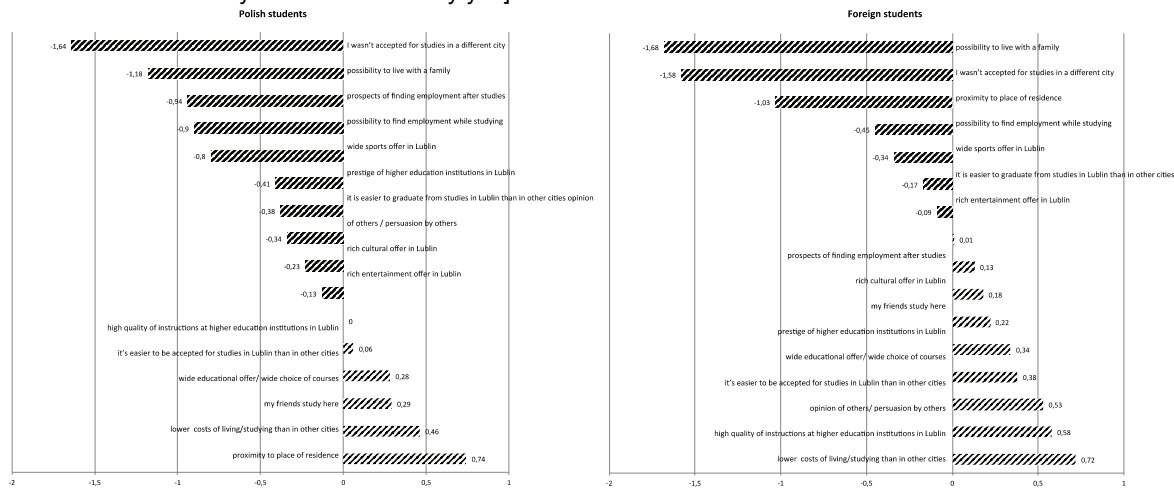 Polish students
-1,64
I wasn't accepted for studies in a different city
-1,18
possibility to live with a family
-0,94
prospects of finding employment after studies
-0,9
possibility to find employment while studying
-0,8
wide sports offer in Lublin
-0,41
prestige of higher education institutions in Lublin
-0,38
it is easier to graduate from studies in Lublin than in other cities opinion
-0,34
of others / persuasion by others
-0,23
rich cultural offer in Lublin
-0,13
rich entertainment offer in Lublin
high quality of instructions at higher education institutions in Lublin
0
it's easier to be accepted for studies in Lublin than in other cities
0,06
wide educational offer/ wide choice of courses
0,28
my friends study here
0,29
lower costs of living/studying than in other cities
0,46
proximity to place of residence
0,74
-2
-1,5
-1
-0,5
0
0,5
1
Foreign students
-1,68
possibility to live with a family
-1,58
I wasn't accepted for studies in a different city
-1,03
proximity to place of residence
-0,45
possibility to find employment while studying
-0,34
wide sports offer in Lublin
-0,17
it is easier to graduate from studies in Lublin than in other cities
-0,09
rich entertainment offer in Lublin
0,01
prospects of finding employment after studies
0,13
rich cultural offer in Lublin
0,18
my friends study here
0,22
prestige of higher education institutions in Lublin
0,34
wide educational offer/ wide choice of courses
0,38
it's easier to be accepted for studies in Lublin than in other cities
0,53
opinion of others/ persuasion by others
0,58
high quality of instructions at higher education institutions in Lublin
0,72
lower costs of living/studying than in other cities
-2
-1,5
-1
-0,5
0
0,5
1